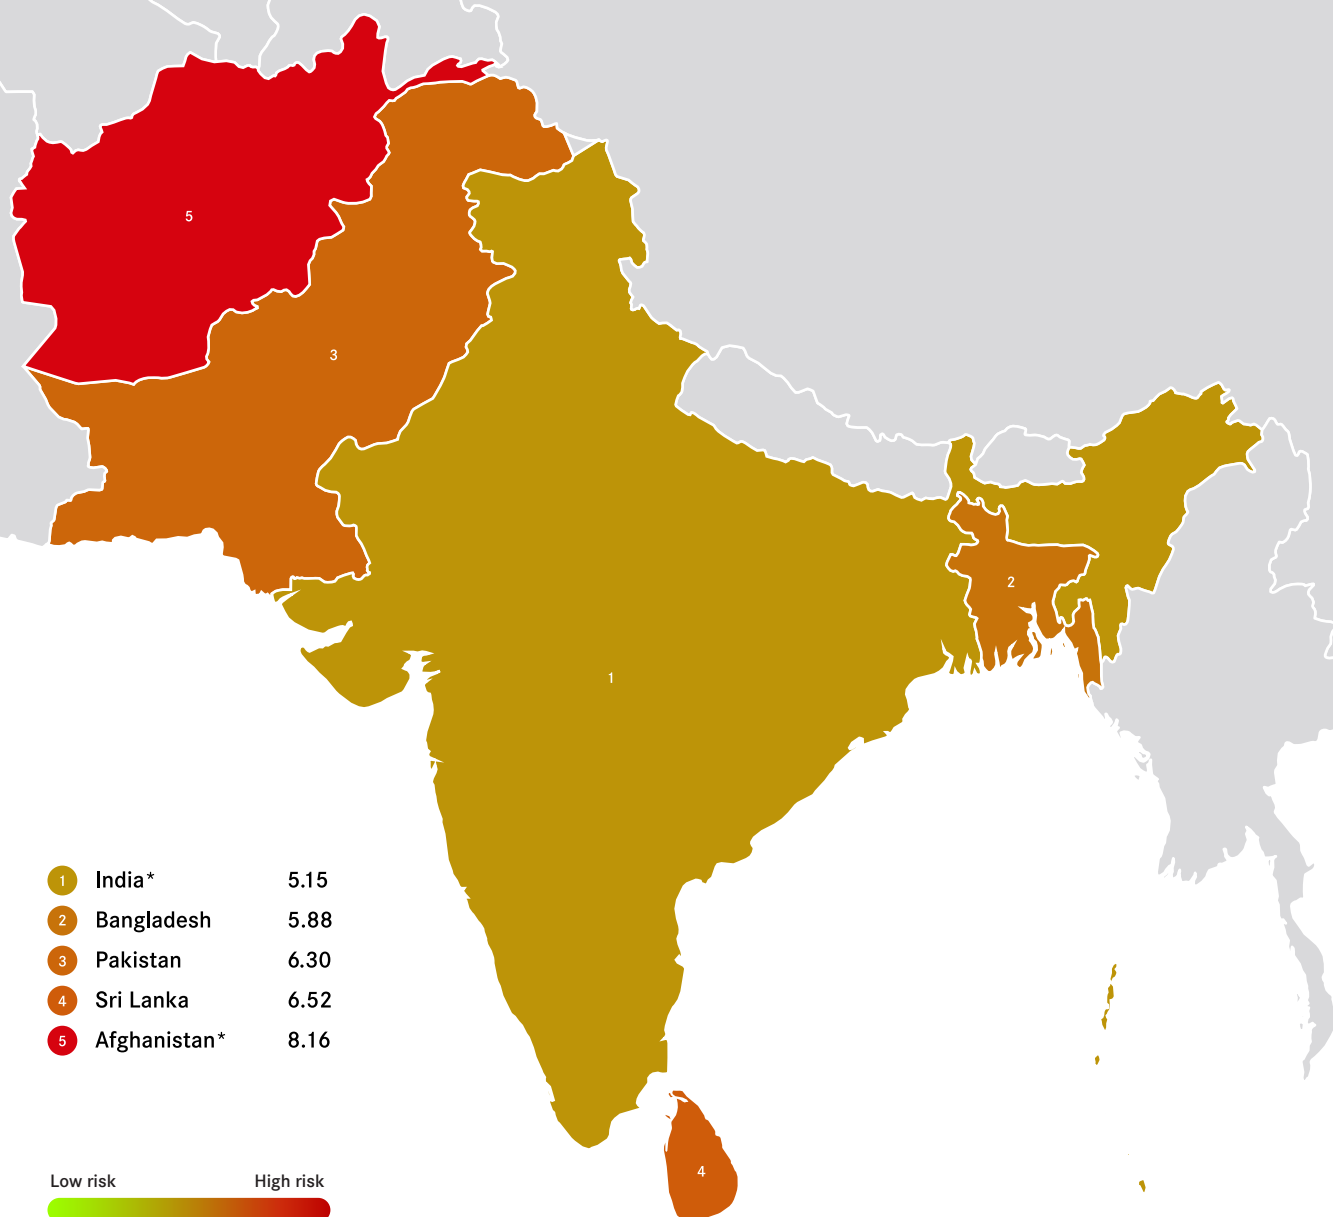 5
3
2
1
1 India* 5.15
2 Bangladesh 5.88
3 Pakistan 6.30
4 Sri Lanka 6.52
5 Afghanistan* 8.16
4
Low risk High risk